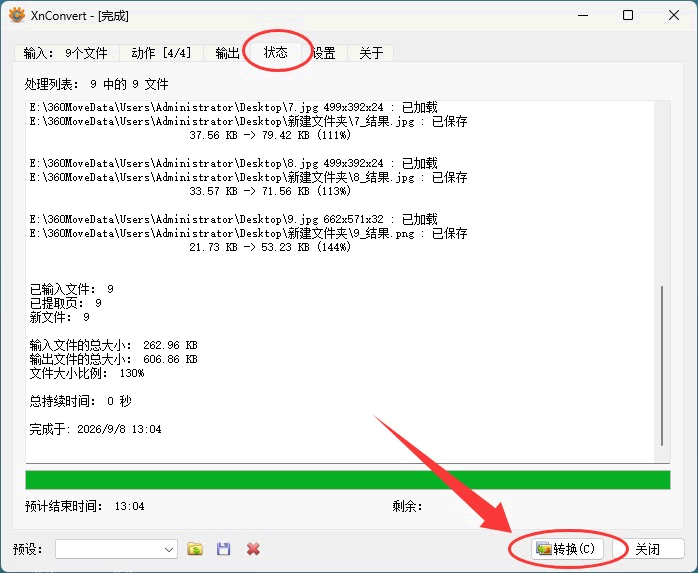 XnConvert - [完成]
输入: 9个文件 动作 [4/4] 输出 状态 设置 关于
处理列表: 9 中的 9 文件
E:\360MoveData\Users\Administrator\Desktop\7.jpg 499x392x24 : 已加载
E:\360MoveData\Users\Administrator\Desktop\新建文件夹\7_结果.jpg : 已保存
37.56 KB -> 79.42 KB (111%)
E:\360MoveData\Users\Administrator\Desktop\8.jpg 499x392x24 : 已加载
E:\360MoveData\Users\Administrator\Desktop\新建文件夹\8_结果.jpg : 已保存
33.57 KB -> 71.56 KB (113%)
E:\360MoveData\Users\Administrator\Desktop\9.jpg 662x571x32 : 已加载
E:\360MoveData\Users\Administrator\Desktop\新建文件夹\9_结果.png : 已保存
21.73 KB -> 53.23 KB (144%)
已输入文件: 9
已提取页: 9
新文件: 9
输入文件的总大小: 262.96 KB
输出文件的总大小: 606.86 KB
文件大小比例: 130%
总持续时间: 0 秒
完成于: 2026/9/8 13:04
预计结束时间: 13:04 剩余:
预设: 转换(C) 关闭